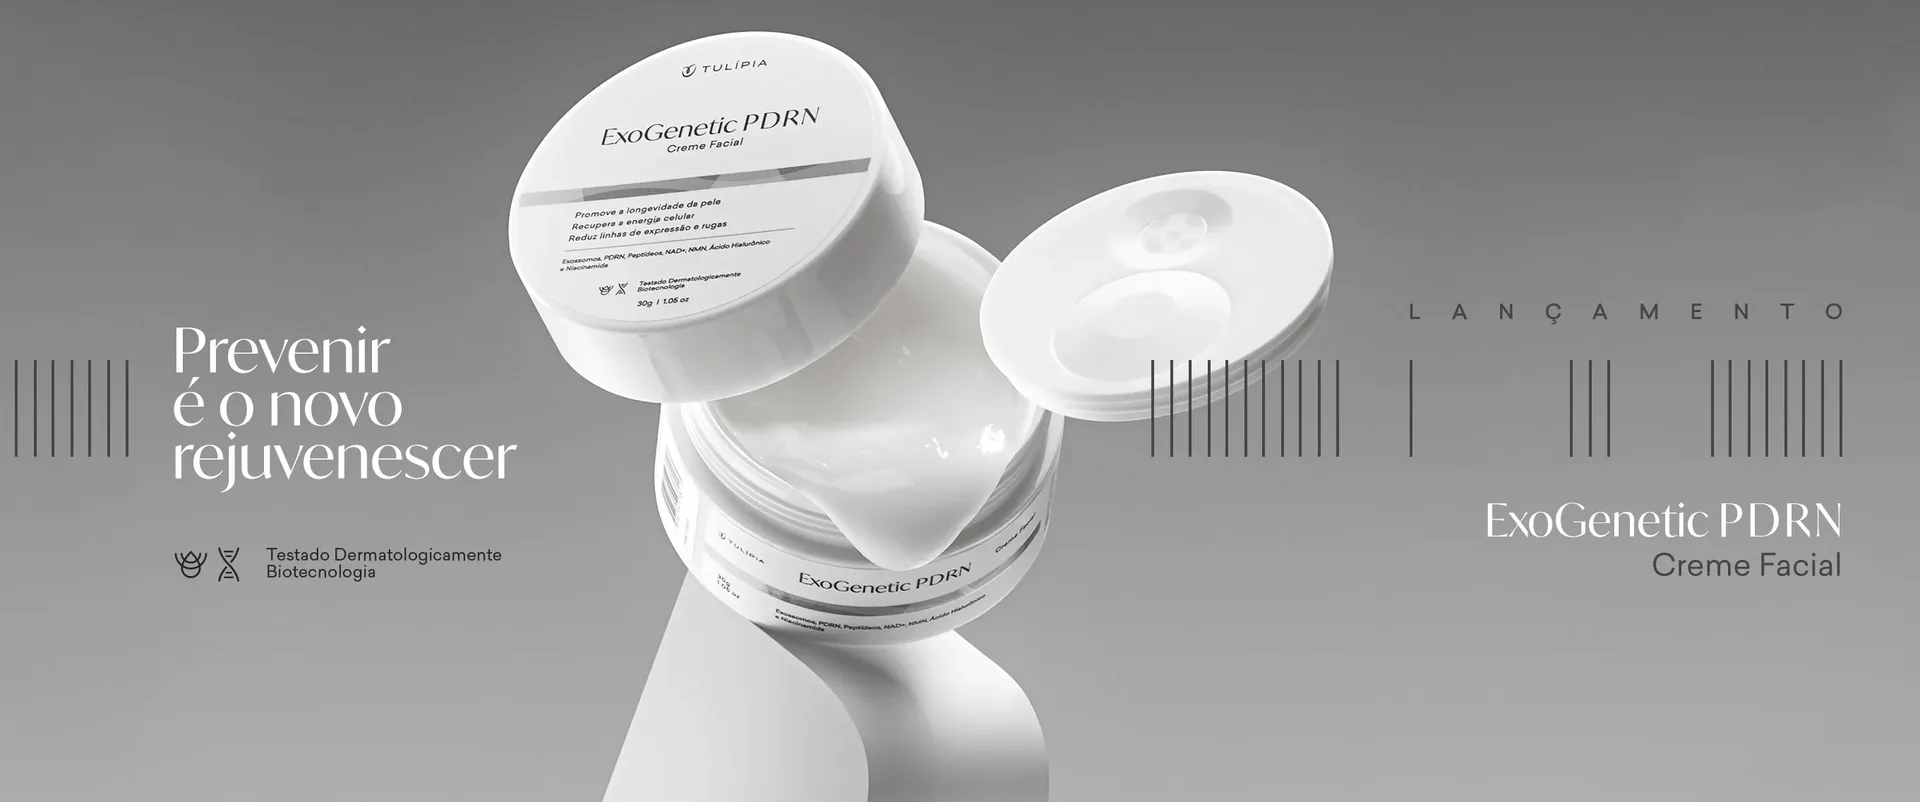 TULÍPIA
ExoGenetic PDRN
Creme Facial
Promove a longevidade da pele
Recupera a energia celular
Reduz linhas de expressão e rugas
Exossomos, PDRN, Peptídeos, NAD+, NMN, Ácido Hialurônico
e Niacinamida
Testado Dermatologicamente
Biotecnologia
30g | 1.05 oz
Prevenir
é o novo
rejuvenescer
Testado Dermatologicamente
Biotecnologia
TULÍPIA
Creme Facial
30g
1.05 oz
ExoGenetic PDRN
Exossomos, PDRN, Peptídeos, NAD+, NMN, Ácido Hialurônico
e Niacinamida
LANÇAMENTO
ExoGenetic PDRN
Creme Facial